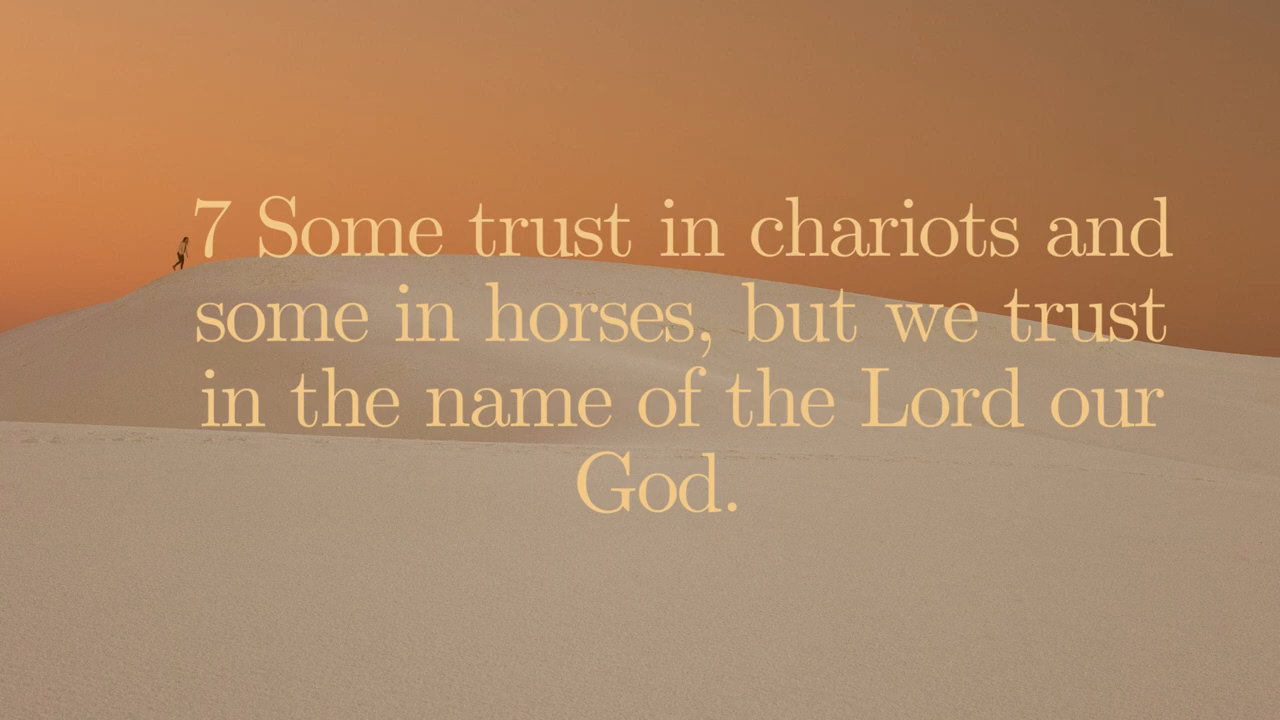 7 Some trust in chariots and
some in horses, but we trust
in the name of the Lord our
God.